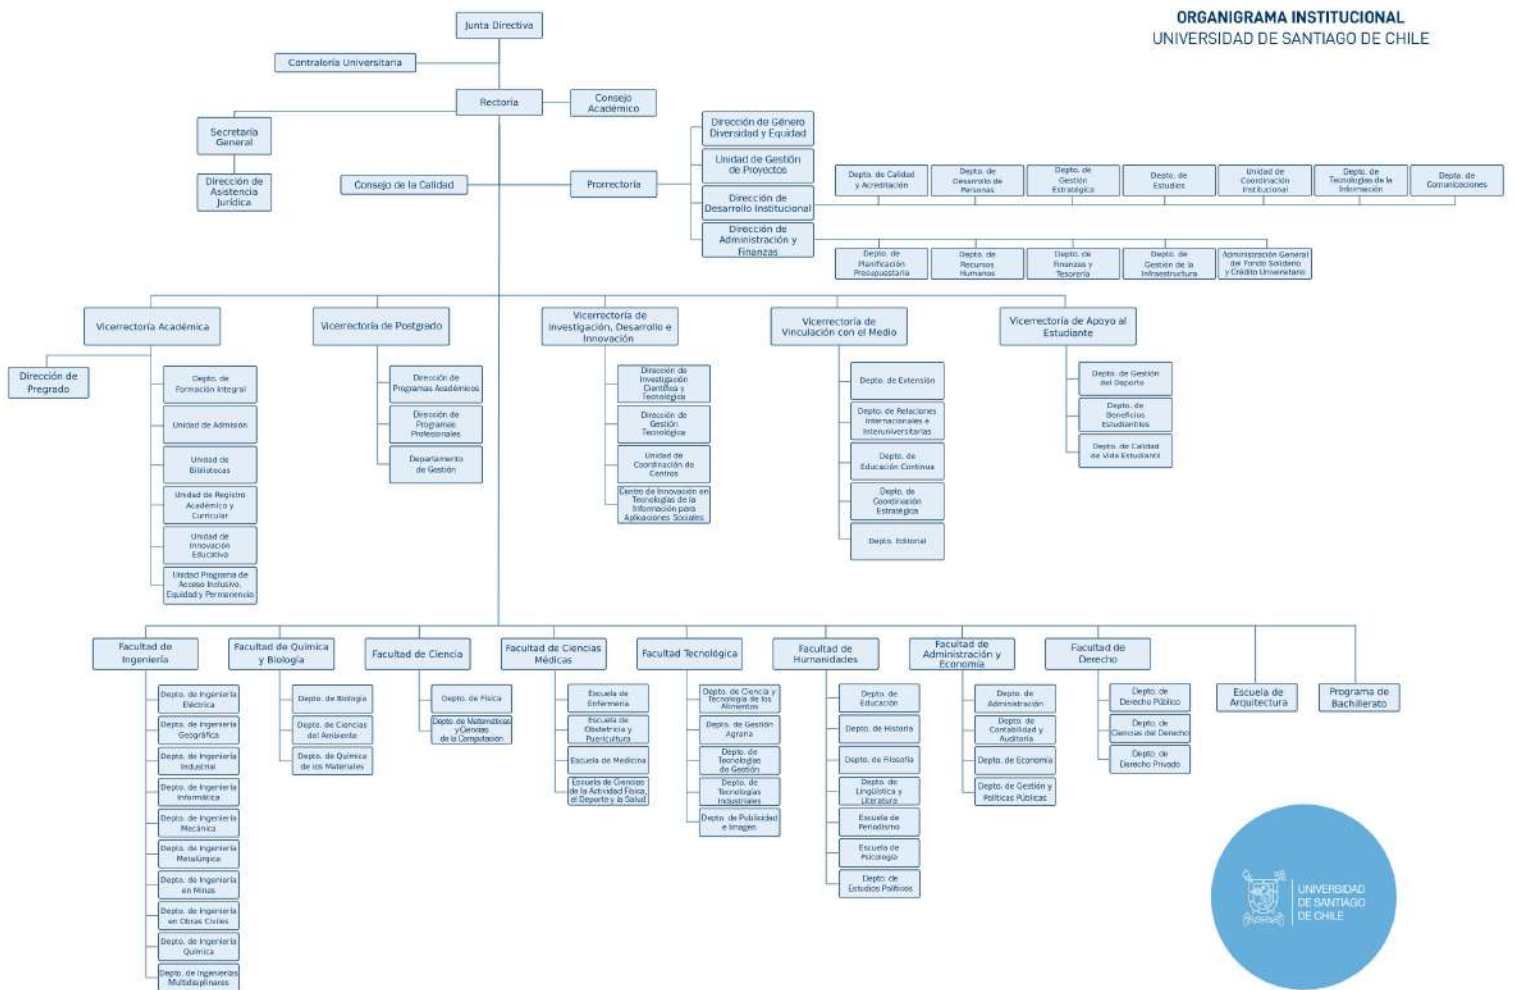 ORGANIGRAMA INSTITUCIONAL
UNIVERSIDAD DE SANTIAGO DE CHILE
Junta Directiva
Contraloría Universitaria
Rectoría
Consejo
Académico
Secretaría
General
Dirección de
Asistencia
Jurídica
Consejo de la Calidad
Prorrectoría
Dirección de Género
Diversidad y Equidad
Unidad de Gestión
de Proyectos
Dirección de
Desarrollo Institucional
Dirección de
Administración y
Finanzas
Depto. de Calidad
y Acreditación
Depto. de
Desarrollo de
Personas
Depto. de
Gestión
Estratégica
Depto. de
Estudios
Unidad de
Coordinación
Institucional
Depto. de
Tecnologías de la
Información
Depto. de
Comunicaciones
Depto. de
Planificación
Presupuestaria
Depto. de
Recursos
Humanos
Depto. de
Finanzas y
Tesorería
Depto. de
Gestión de la
Infraestructura
Administración General
del Fondo Solidario
y Crédito Universitario
Vicerrectoría Académica
Dirección de
Pregrado
Depto. de
Formación Integral
Unidad de Admisión
Unidad de
Bibliotecas
Unidad de Registro
Académico y
Curricular
Unidad de
Innovación
Educativa
Unidad Programa de
Acceso Inclusivo,
Equidad y Permanencia
Vicerrectoría de Postgrado
Dirección de
Programas Académicos
Dirección de
Programas
Profesionales
Departamento
de Gestión
Vicerrectoría de
Investigación, Desarrollo e
Innovación
Dirección de
Investigación
Científica y
Tecnológica
Dirección de
Gestión
Tecnológica
Unidad de
Coordinación de
Centros
Centro de Innovación en
Tecnologías de la
Información para
Aplicaciones Sociales
Vicerrectoría de
Vinculación con el Medio
Depto. de Extensión
Depto. de Relaciones
Internacionales e
Interuniversitarias
Depto. de
Educación Continua
Depto. de
Coordinación
Estratégica
Depto. Editorial
Vicerrectoría de Apoyo al
Estudiante
Depto. de Gestión
del Deporte
Depto. de
Beneficios
Estudiantiles
Depto. de Calidad
de Vida Estudiantil
Facultad de
Ingeniería
Depto. de Ingeniería
Eléctrica
Depto. de Ingeniería
Geográfica
Depto. de Ingeniería
Industrial
Depto. de Ingeniería
Informática
Depto. de Ingeniería
Mecánica
Depto. de Ingeniería
Metalúrgica
Depto. de Ingeniería
en Minas
Depto. de Ingeniería
en Obras Civiles
Depto. de Ingeniería
Química
Depto. de Ingenierías
Multidisiplinares
Facultad de Química
y Biología
Depto. de Biología
Depto. de Ciencias
del Ambiente
Depto. de Química
de los Materiales
Facultad de Ciencia
Depto. de Física
Depto. de Matemáticas
y Ciencias
de la Computación
Facultad de Ciencias
Médicas
Escuela de
Enfermería
Escuela de
Obstetricia y
Puericultura
Escuela de Medicina
Escuela de Ciencias
de la Actividad Física,
el Deporte y la Salud
Facultad Tecnológica
Depto. de Ciencia y
Tecnología de los
Alimentos
Depto. de Gestión
Agraria
Depto. de
Tecnologías
de Gestión
Depto. de
Tecnologías
Industriales
Depto. de Publicidad
e Imagen
Facultad de
Humanidades
Depto. de
Educación
Depto. de Historia
Depto. de Filosofía
Depto. de
Lingüística y
Literatura
Escuela de
Periodismo
Escuela de
Psicología
Depto. de
Estudios Políticos
Facultad de
Administración y
Economía
Depto. de
Administración
Depto. de
Contabilidad y
Auditoría
Depto. de Economía
Depto. de Gestión y
Políticas Públicas
Facultad de
Derecho
Depto. de
Derecho Público
Depto. de
Ciencias del Derecho
Depto. de
Derecho Privado
Escuela de
Arquitectura
Programa de
Bachillerato
UNIVERSIDAD
DE SANTIAGO
DE CHILE